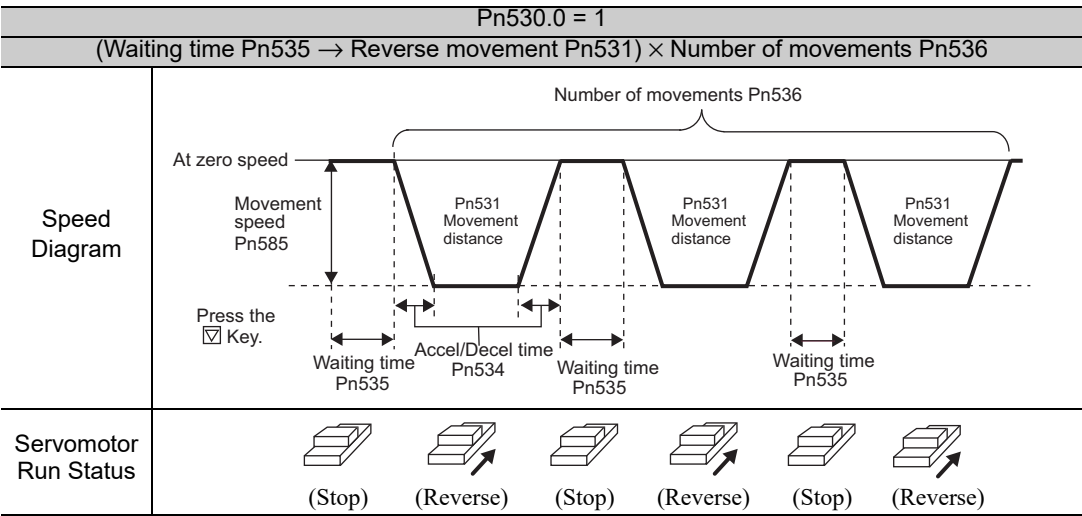 Pn530.0 = 1
(Waiting time Pn535 → Reverse movement Pn531) × Number of movements Pn536
Speed
Diagram
Number of movements Pn536
At zero speed
Movement
speed
Pn585
Pn531
Movement
distance
Pn531
Movement
distance
Pn531
Movement
distance
Press the
▽ Key.
Waiting time
Pn535
Accel/Decel time
Pn534
Waiting time
Pn535
Waiting time
Pn535
Servomotor
Run Status
(Stop) (Reverse) (Stop) (Reverse) (Stop) (Reverse)